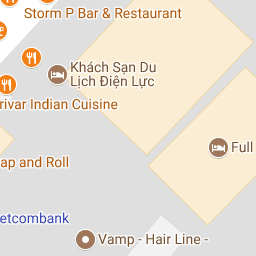 Storm P Bar & Restaurant
Khách Sạn Du
Lịch Điện Lực
rivar Indian Cuisine
Full
ap and Roll
etcombank
Vamp - Hair Line -